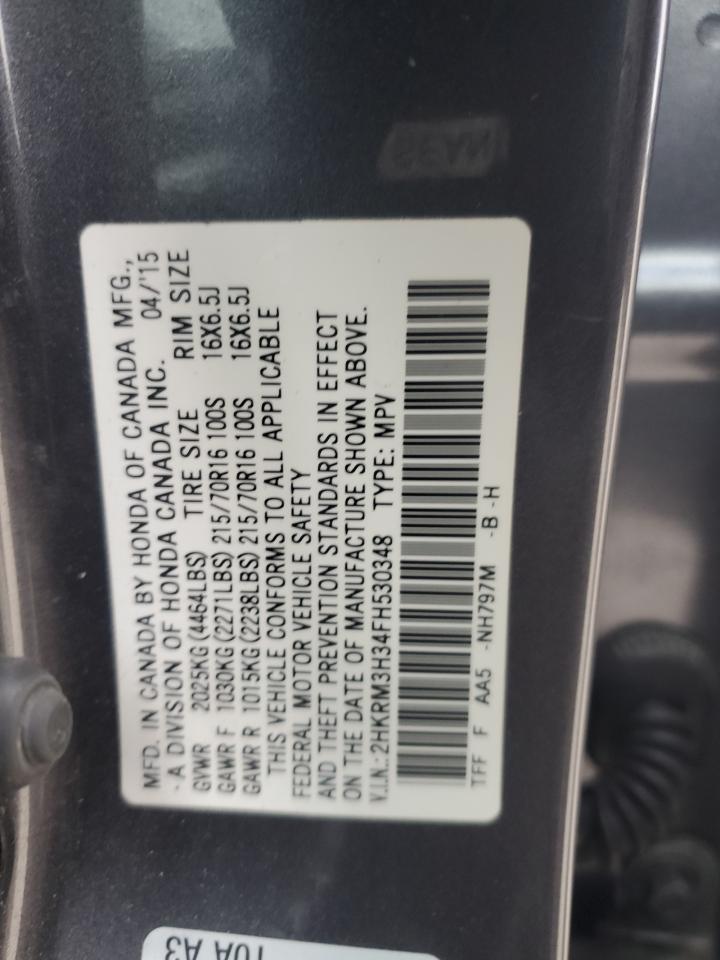 MFD. IN CANADA BY HONDA OF CANADA MFG.,
- A DIVISION OF HONDA CANADA INC. 04/'15
GVWR 2025KG (4464LBS) TIRE SIZE RIM SIZE
GAWR F 1030KG (2271LBS) 215/70R16 100S 16X6.5J
GAWR R 1015KG (2238LBS) 215/70R16 100S 16X6.5J
THIS VEHICLE CONFORMS TO ALL APPLICABLE
FEDERAL MOTOR VEHICLE SAFETY
AND THEFT PREVENTION STANDARDS IN EFFECT
ON THE DATE OF MANUFACTURE SHOWN ABOVE.
V.I.N.: 2HKRM3H34FH530348 TYPE: MPV
TFF F AA5 -NH797M -B -H